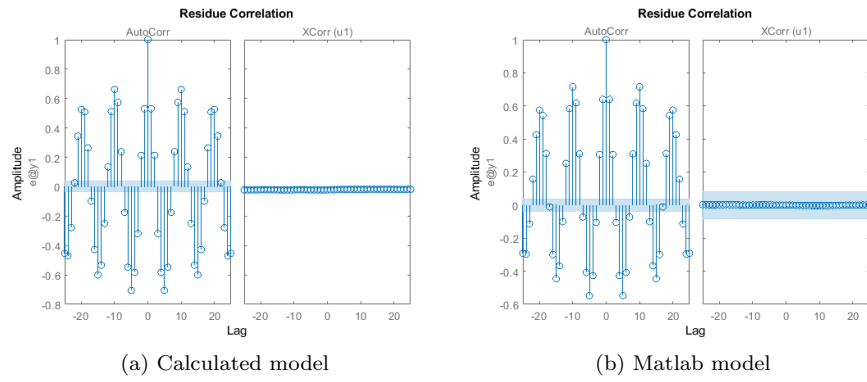 Residue Correlation
AutoCorr
XCorr (u1)
Amplitude
e@y1
1
0.8
0.6
0.4
0.2
0
-0.2
-0.4
-0.6
-0.8
-20 -10 0 10 20
-20 -10 0 10 20
Lag
(a) Calculated model
Residue Correlation
AutoCorr
XCorr (u1)
Amplitude
e@y1
1
0.8
0.6
0.4
0.2
0
-0.2
-0.4
-0.6
-20 -10 0 10 20
-20 -10 0 10 20
Lag
(b) Matlab model